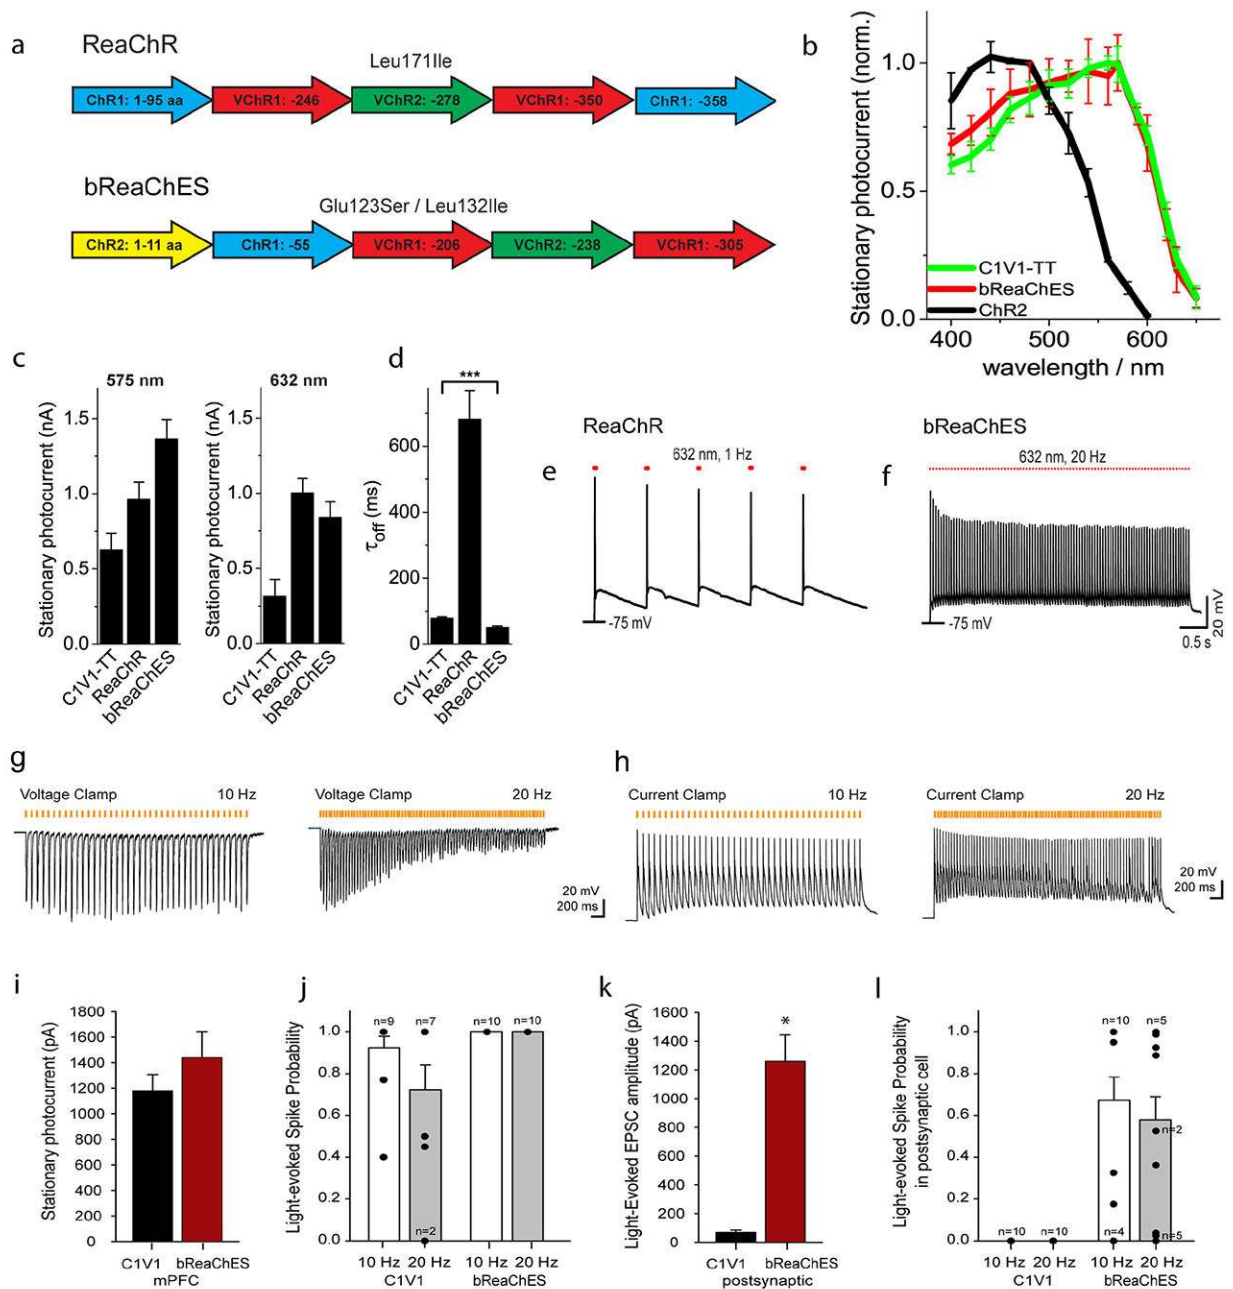 a
ReaChR
Leu171Ile
ChR1: 1-95 aa
VChR1: -246
VChR2: -278
VChR1: -350
ChR1: -358
bReaChES
Glu123Ser / Leu132Ile
ChR2: 1-11 aa
ChR1: -55
VChR1: -206
VChR2: -238
VChR1: -305
b
Stationary photocurrent (norm.)
1.0
0.5
0.0
C1V1-TT
bReaChES
ChR2
400
500
600
wavelength / nm
c
575 nm
632 nm
Stationary photocurrent (nA)
1.5
1.0
0.5
0.0
C1V1-TT
ReaChR
bReaChES
Stationary photocurrent (nA)
1.5
1.0
0.5
0.0
C1V1-TT
ReaChR
bReaChES
d
***
τoff (ms)
600
400
200
0
C1V1-TT
ReaChR
bReaChES
e
ReaChR
632 nm, 1 Hz
-75 mV
f
bReaChES
632 nm, 20 Hz
-75 mV
20 mV
0.5 s
g
Voltage Clamp
10 Hz
Voltage Clamp
20 Hz
20 mV
200 ms
h
Current Clamp
10 Hz
Current Clamp
20 Hz
20 mV
200 ms
i
Stationary photocurrent (pA)
1800
1600
1400
1200
1000
800
600
400
200
0
C1V1
bReaChES
mPFC
j
Light-evoked Spike Probability
1.0
0.8
0.6
0.4
0.2
0.0
n=9
n=7
n=10
n=10
n=2
10 Hz
20 Hz
10 Hz
20 Hz
C1V1
bReaChES
k
Light-Evoked EPSC amplitude (pA)
1600
1400
1200
1000
800
600
400
200
0
*
C1V1
bReaChES
postsynaptic
l
Light-evoked Spike Probability
in postsynaptic cell
1.0
0.8
0.6
0.4
0.2
0.0
n=10
n=5
n=2
n=10
n=10
n=4
n=5
10 Hz
20 Hz
10 Hz
20 Hz
C1V1
bReaChES